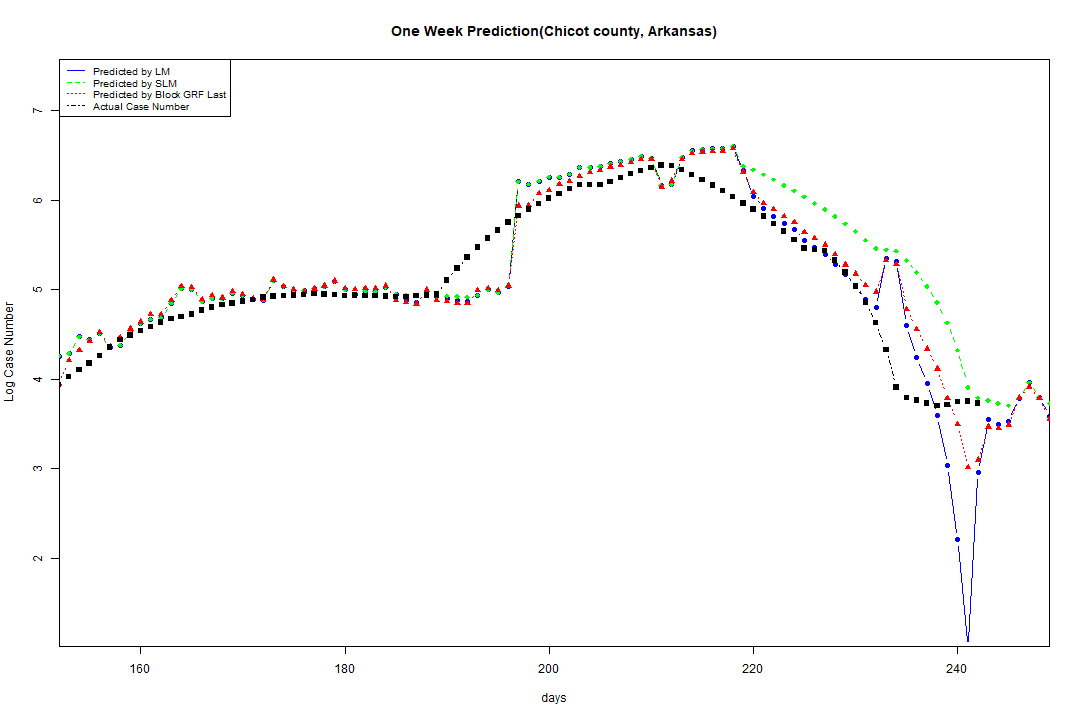 One Week Prediction(Chicot county, Arkansas)
Predicted by LM
Predicted by SLM
Predicted by Block GRF Last
Actual Case Number
7
6
5
4
3
2
Log Case Number
160 180 200 220 240
days